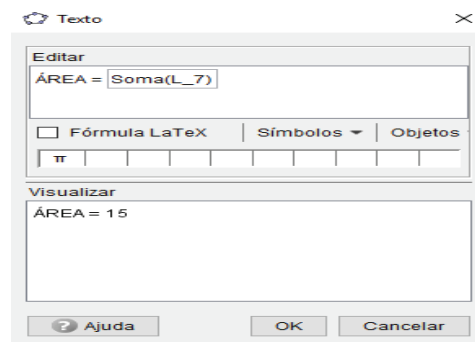 Texto
Editar
ÁREA = Soma(L_7)
Fórmula LaTeX Símbolos Objetos
π
Visualizar
ÁREA = 15
Ajuda OK Cancelar